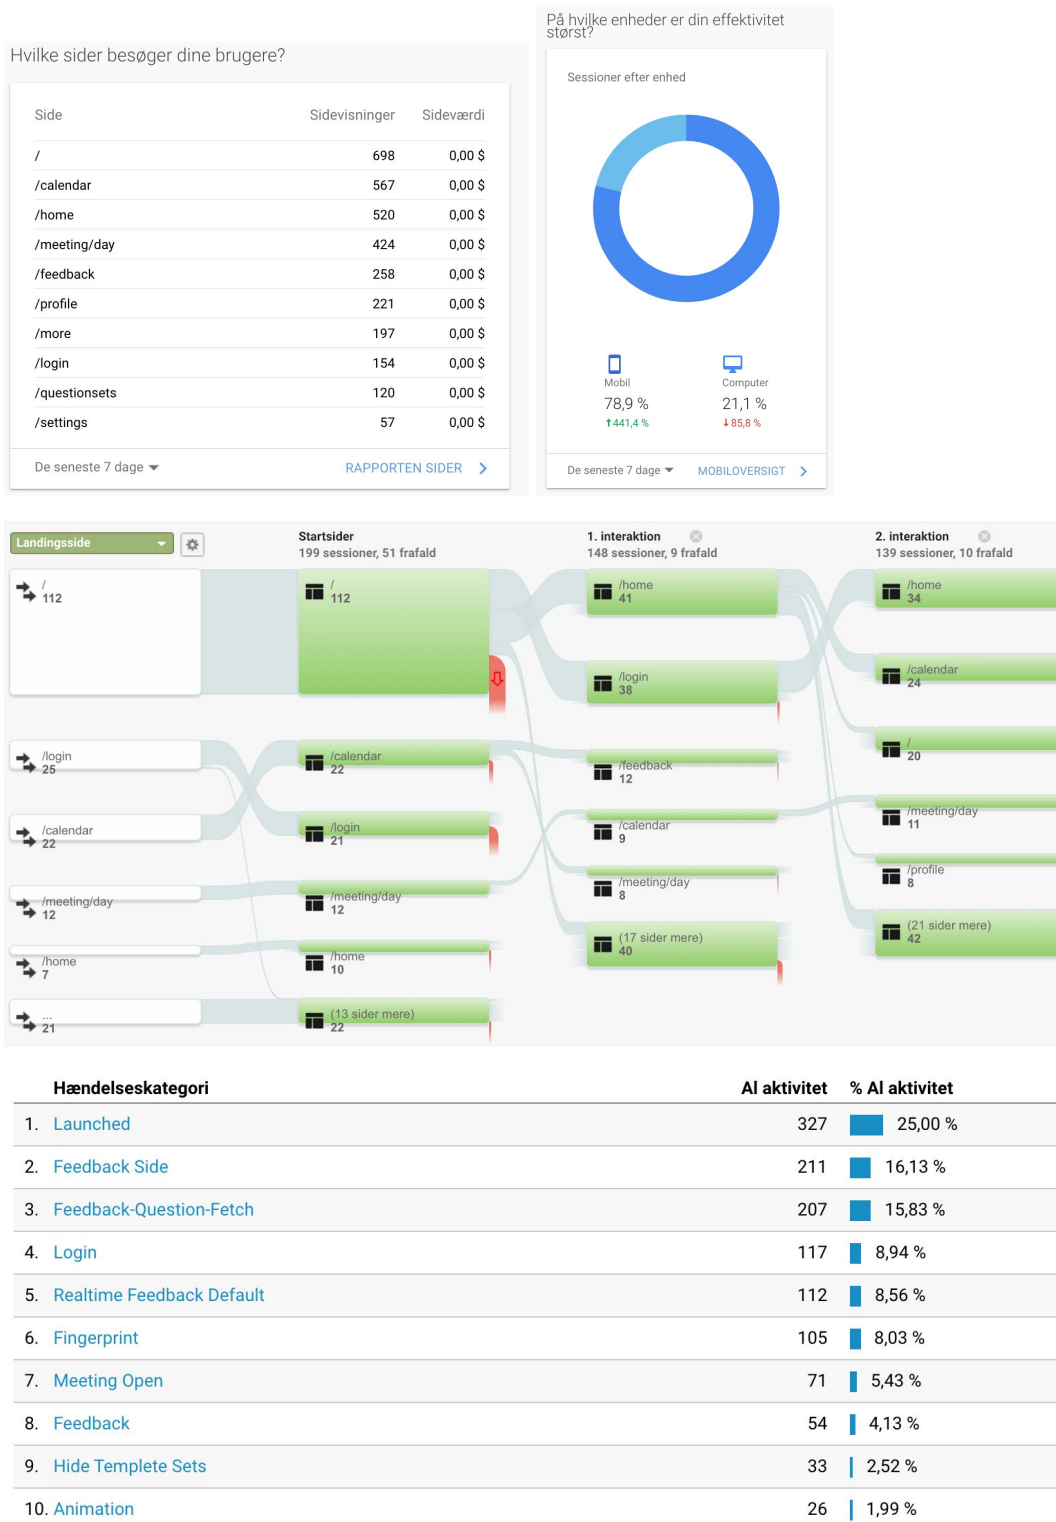 Hvilke sider besøger dine brugere?
Side Sidevisninger Sideværdi
/ 698 0,00 $
/calendar 567 0,00 $
/home 520 0,00 $
/meeting/day 424 0,00 $
/feedback 258 0,00 $
/profile 221 0,00 $
/more 197 0,00 $
/login 154 0,00 $
/questionsets 120 0,00 $
/settings 57 0,00 $
De seneste 7 dage RAPPORTEN SIDER
På hvilke enheder er din effektivitet
størst?
Sessioner efter enhed
Mobil Computer
78,9 % 21,1 %
441,4 % 85,8 %
De seneste 7 dage MOBILOVERSIGT
Landingsside
/
112
/login
25
/calendar
22
/meeting/day
12
/home
7
...
21
Startsider
199 sessioner, 51 frafald
/
112
/calendar
22
/login
21
/meeting/day
12
/home
10
(13 sider mere)
22
1. interaktion
148 sessioner, 9 frafald
/home
41
/login
38
/feedback
12
/calendar
9
/meeting/day
8
(17 sider mere)
40
2. interaktion
139 sessioner, 10 frafald
/home
34
/calendar
24
/
20
/meeting/day
11
/profile
8
(21 sider mere)
42
Hændelseskategori Al aktivitet % Al aktivitet
1. Launched 327 25,00 %
2. Feedback Side 211 16,13 %
3. Feedback-Question-Fetch 207 15,83 %
4. Login 117 8,94 %
5. Realtime Feedback Default 112 8,56 %
6. Fingerprint 105 8,03 %
7. Meeting Open 71 5,43 %
8. Feedback 54 4,13 %
9. Hide Templete Sets 33 2,52 %
10. Animation 26 1,99 %